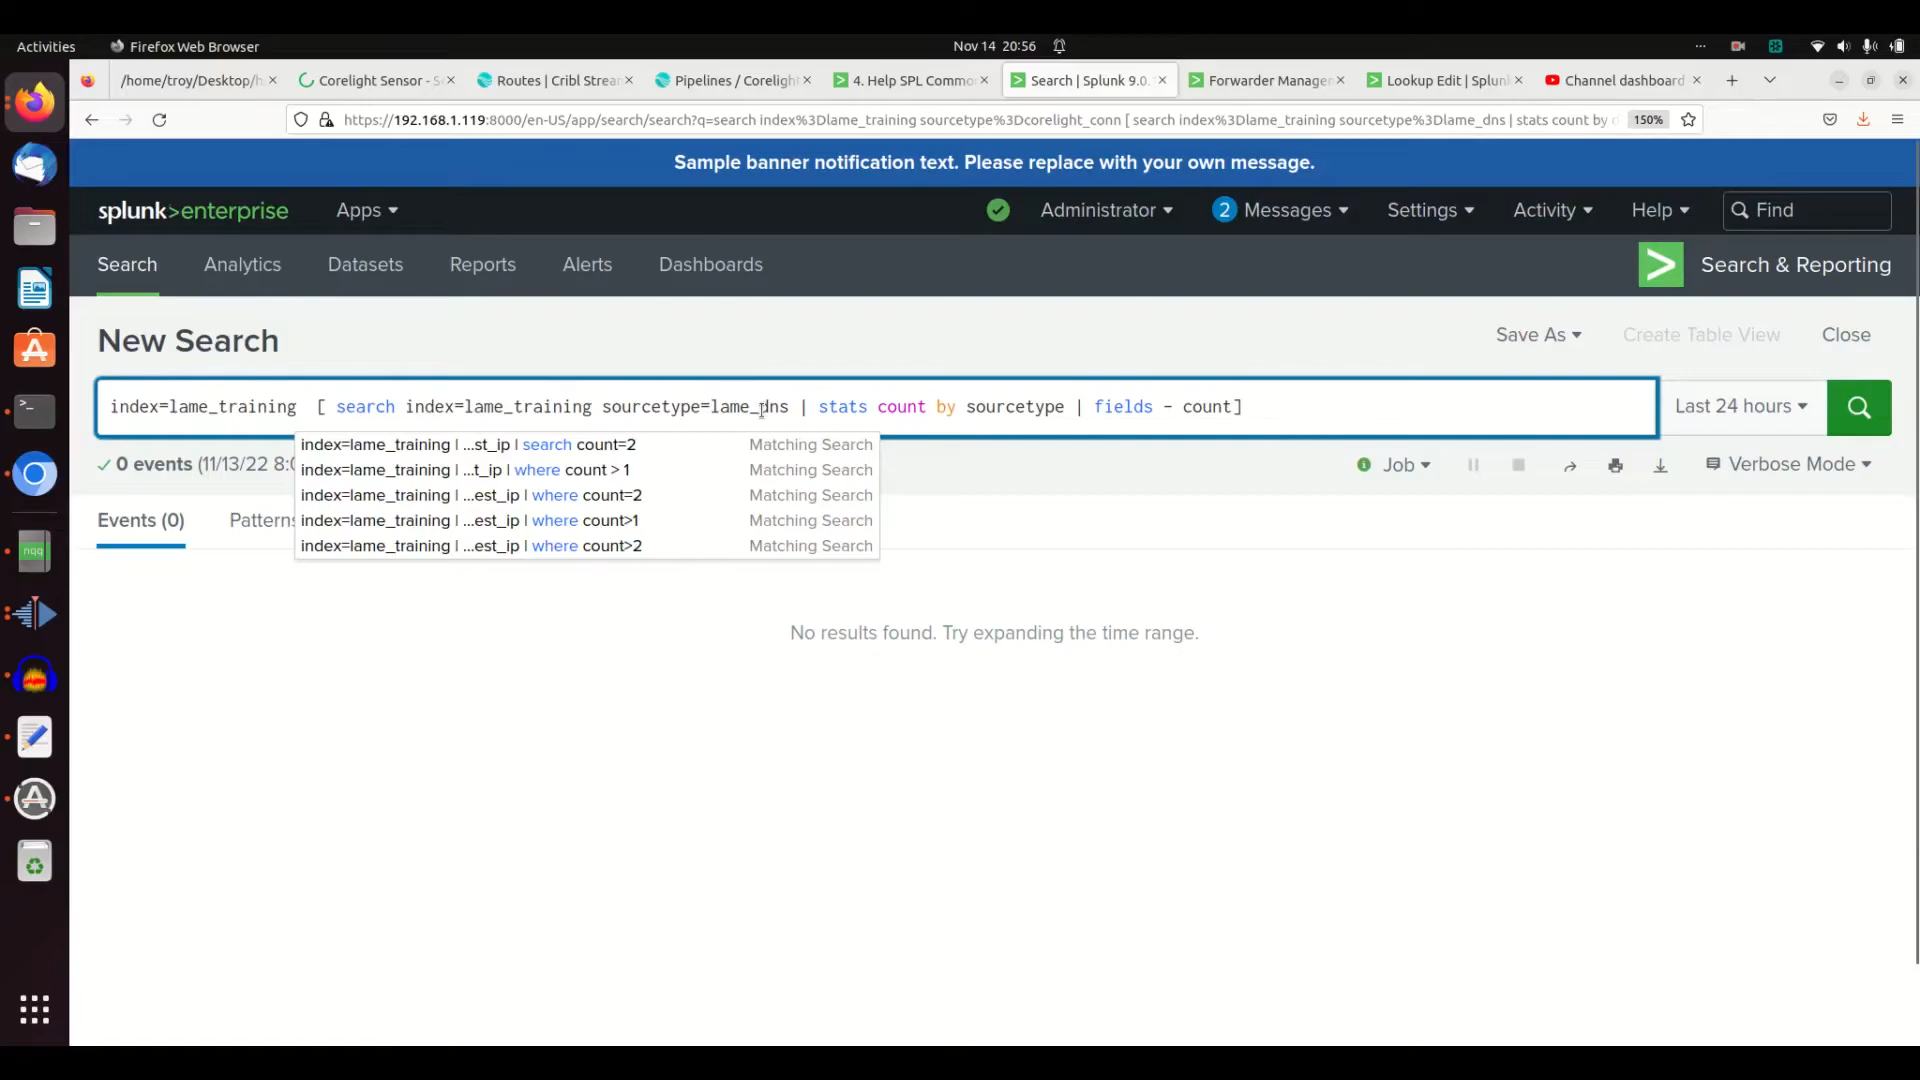 Activities Firefox Web Browser Nov 14 20:56
/home/troy/Desktop/h Corelight Sensor - S Routes | Cribl Strea Pipelines / Corelight 4. Help SPL Commo Search | Splunk 9.0. Forwarder Manage Lookup Edit | Splunk Channel dashboard
https://192.168.1.119:8000/en-US/app/search/search?q=search index%3Dlame_training sourcetype%3Dcorelight_conn [ search index%3Dlame_training sourcetype%3Dlame_dns | stats count by 150%
Sample banner notification text. Please replace with your own message.
splunk>enterprise Apps Administrator 2 Messages Settings Activity Help Find
Search Analytics Datasets Reports Alerts Dashboards > Search & Reporting
New Search Save As Create Table View Close
index=lame_training [ search index=lame_training sourcetype=lame_dns | stats count by sourcetype | fields - count] Last 24 hours
index=lame_training | ...st_ip | search count=2 Matching Search
✓ 0 events (11/13/22 8:0 Job Verbose Mode
index=lame_training | ...t_ip | where count > 1 Matching Search
index=lame_training | ...est_ip | where count=2 Matching Search
Events (0) Patterns
index=lame_training | ...est_ip | where count>1 Matching Search
index=lame_training | ...est_ip | where count>2 Matching Search
nqq
No results found. Try expanding the time range.